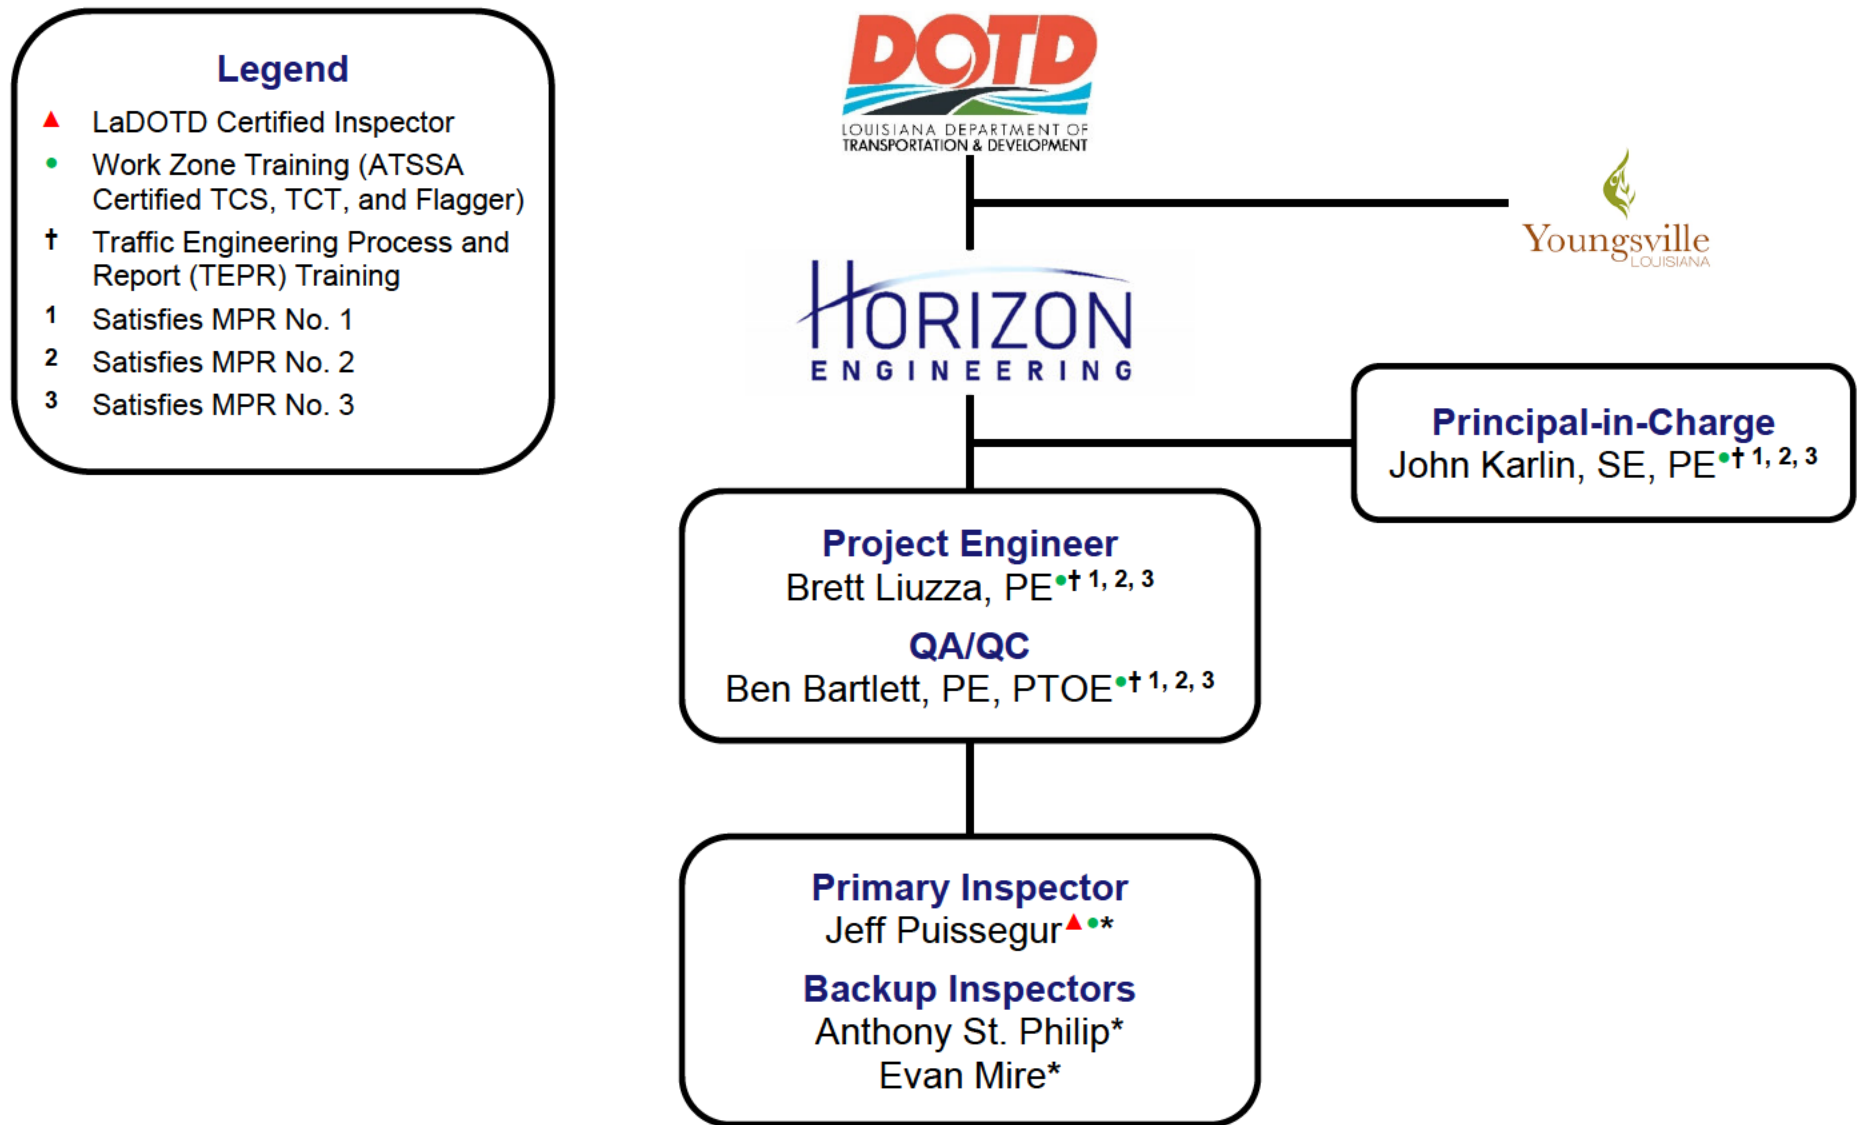 Legend
▲ LaDOTD Certified Inspector
• Work Zone Training (ATSSA
Certified TCS, TCT, and Flagger)
† Traffic Engineering Process and
Report (TEPR) Training
1 Satisfies MPR No. 1
2 Satisfies MPR No. 2
3 Satisfies MPR No. 3
DOTD
LOUISIANA DEPARTMENT OF
TRANSPORTATION & DEVELOPMENT
Youngsville
LOUISIANA
HORIZON
ENGINEERING
Principal-in-Charge
John Karlin, SE, PE•† 1, 2, 3
Project Engineer
Brett Liuzza, PE•† 1, 2, 3
QA/QC
Ben Bartlett, PE, PTOE•† 1, 2, 3
Primary Inspector
Jeff Puissegur▲•*
Backup Inspectors
Anthony St. Philip*
Evan Mire*